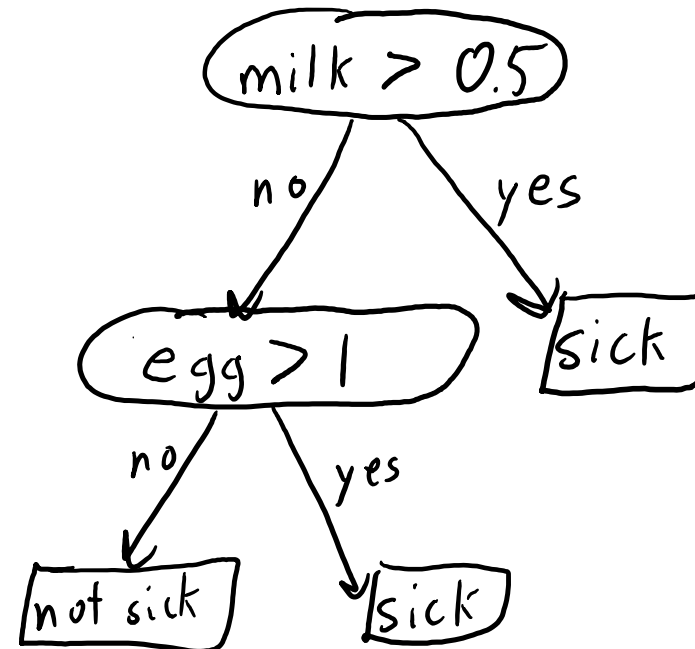 milk > 0.5
no
yes
egg > 1
sick
no
yes
not sick
sick